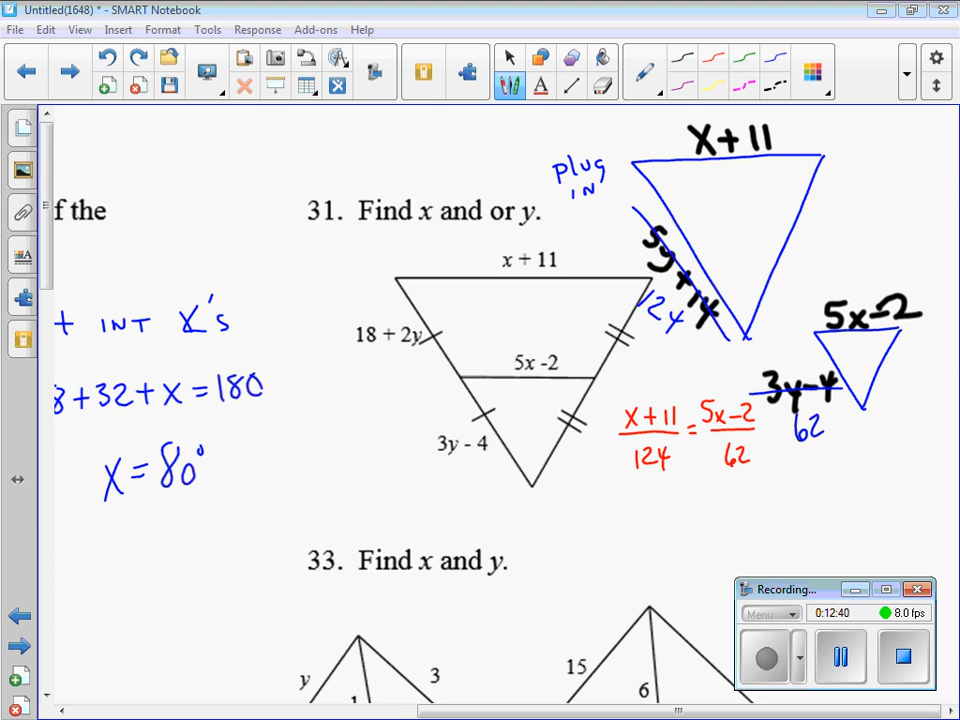 Untitled(1648) * - SMART Notebook
File Edit View Insert Format Tools Response Add-ons Help
x+11
plug
IN
f the
31. Find x and or y.
x + 11
5y+14
124
+ INT ∠'s
18 + 2y
5x -2
5x-2
8+32+x=180
3y-4
62
x+11/124 = 5x-2/62
3y - 4
x=80°
33. Find x and y.
Recording...
Menu
0:12:40
8.0 fps
y
3
15
6